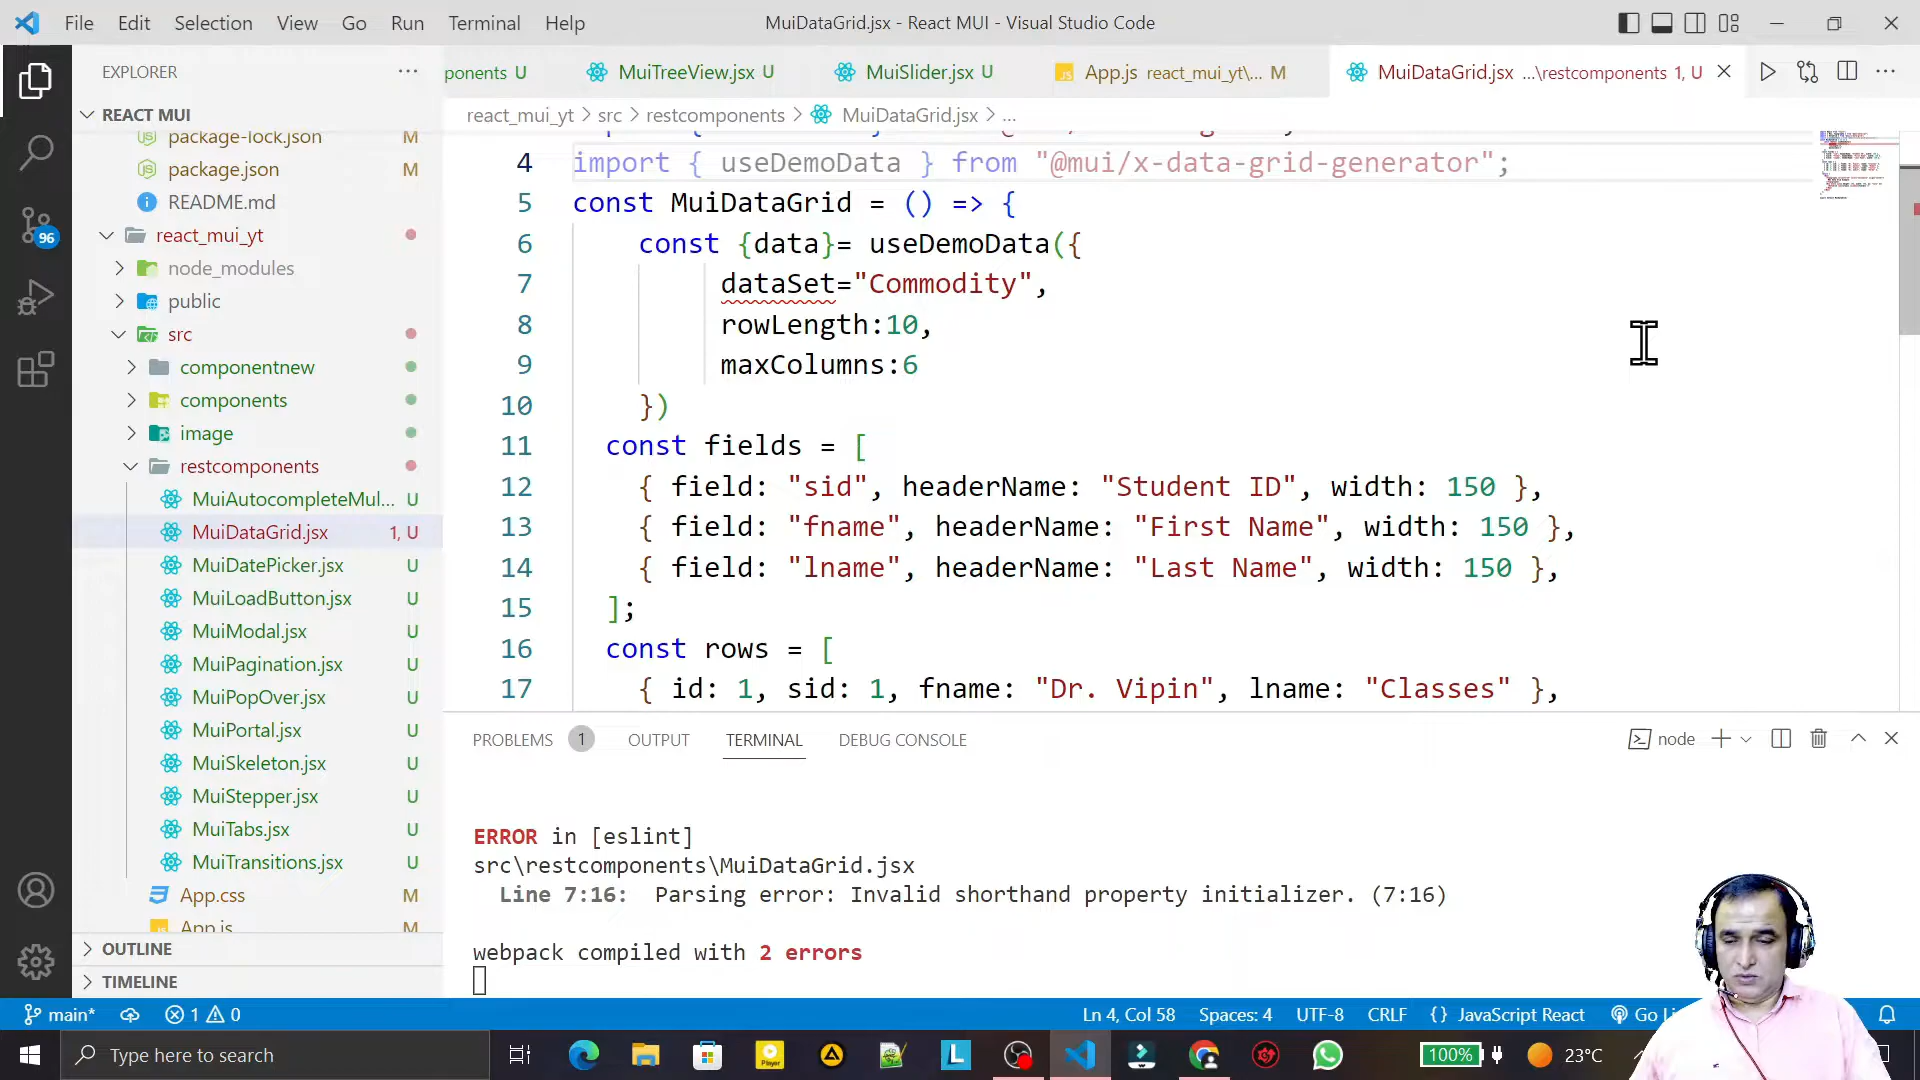 File Edit Selection View Go Run Terminal Help
MuiDataGrid.jsx - React MUI - Visual Studio Code
EXPLORER
ponents U
MuiTreeView.jsx U
MuiSlider.jsx U
App.js react_mui_yt\... M
MuiDataGrid.jsx ...\restcomponents 1, U
REACT MUI
package-lock.json M
package.json M
README.md
react_mui_yt
node_modules
public
src
componentnew
components
image
restcomponents
MuiAutocompleteMul... U
MuiDataGrid.jsx 1, U
MuiDatePicker.jsx U
MuiLoadButton.jsx U
MuiModal.jsx U
MuiPagination.jsx U
MuiPopOver.jsx U
MuiPortal.jsx U
MuiSkeleton.jsx U
MuiStepper.jsx U
MuiTabs.jsx U
MuiTransitions.jsx U
App.css M
App.js M
OUTLINE
TIMELINE
96
react_mui_yt > src > restcomponents > MuiDataGrid.jsx > ...
4 import { useDemoData } from "@mui/x-data-grid-generator";
5 const MuiDataGrid = () => {
6 const {data}= useDemoData({
7 dataSet="Commodity",
8 rowLength:10,
9 maxColumns:6
10 })
11 const fields = [
12 { field: "sid", headerName: "Student ID", width: 150 },
13 { field: "fname", headerName: "First Name", width: 150 },
14 { field: "lname", headerName: "Last Name", width: 150 },
15 ];
16 const rows = [
17 { id: 1, sid: 1, fname: "Dr. Vipin", lname: "Classes" },
PROBLEMS 1 OUTPUT TERMINAL DEBUG CONSOLE
node
ERROR in [eslint]
src\restcomponents\MuiDataGrid.jsx
Line 7:16: Parsing error: Invalid shorthand property initializer. (7:16)
webpack compiled with 2 errors
main* 1 0
Ln 4, Col 58 Spaces: 4 UTF-8 CRLF {} JavaScript React Go
Type here to search
Player
L
100%
23°C